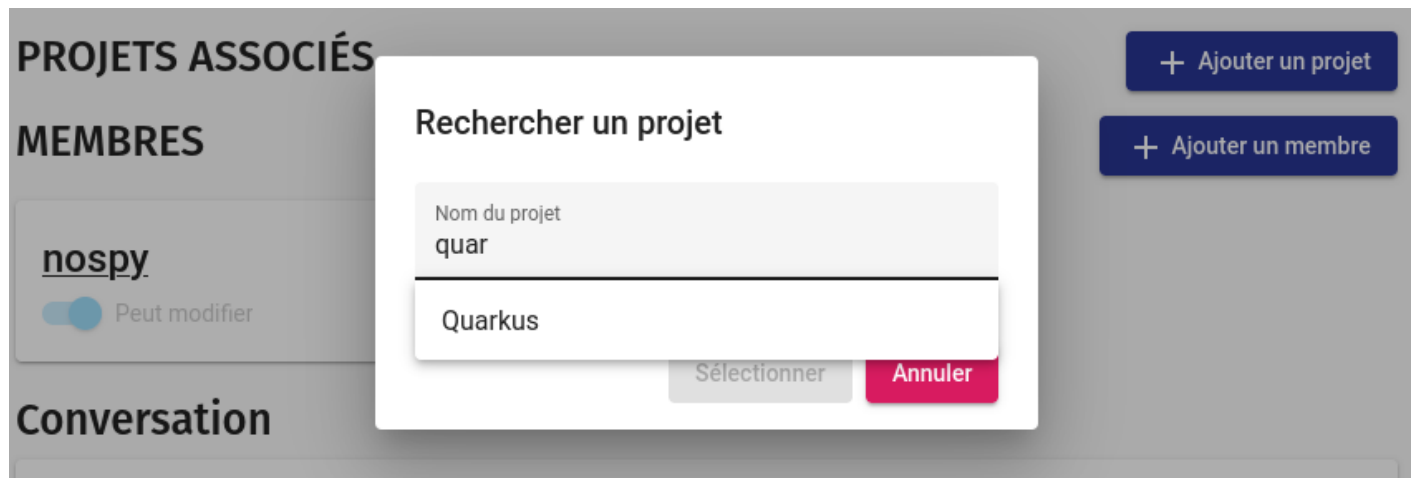 PROJETS ASSOCIÉS
+ Ajouter un projet
MEMBRES
+ Ajouter un membre
Rechercher un projet
Nom du projet
quar
nospy
Peut modifier
Quarkus
Sélectionner
Annuler
Conversation